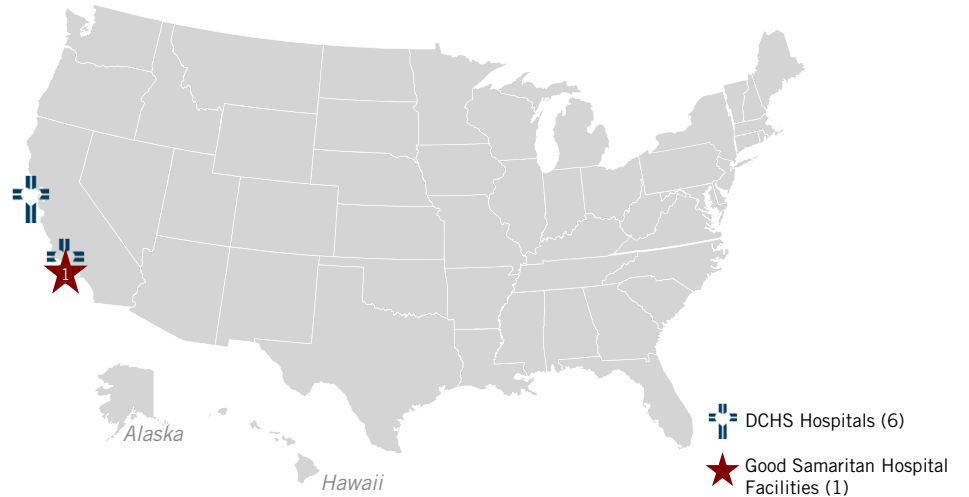 1
Alaska
Hawaii
DCHS Hospitals (6)
Good Samaritan Hospital
Facilities (1)